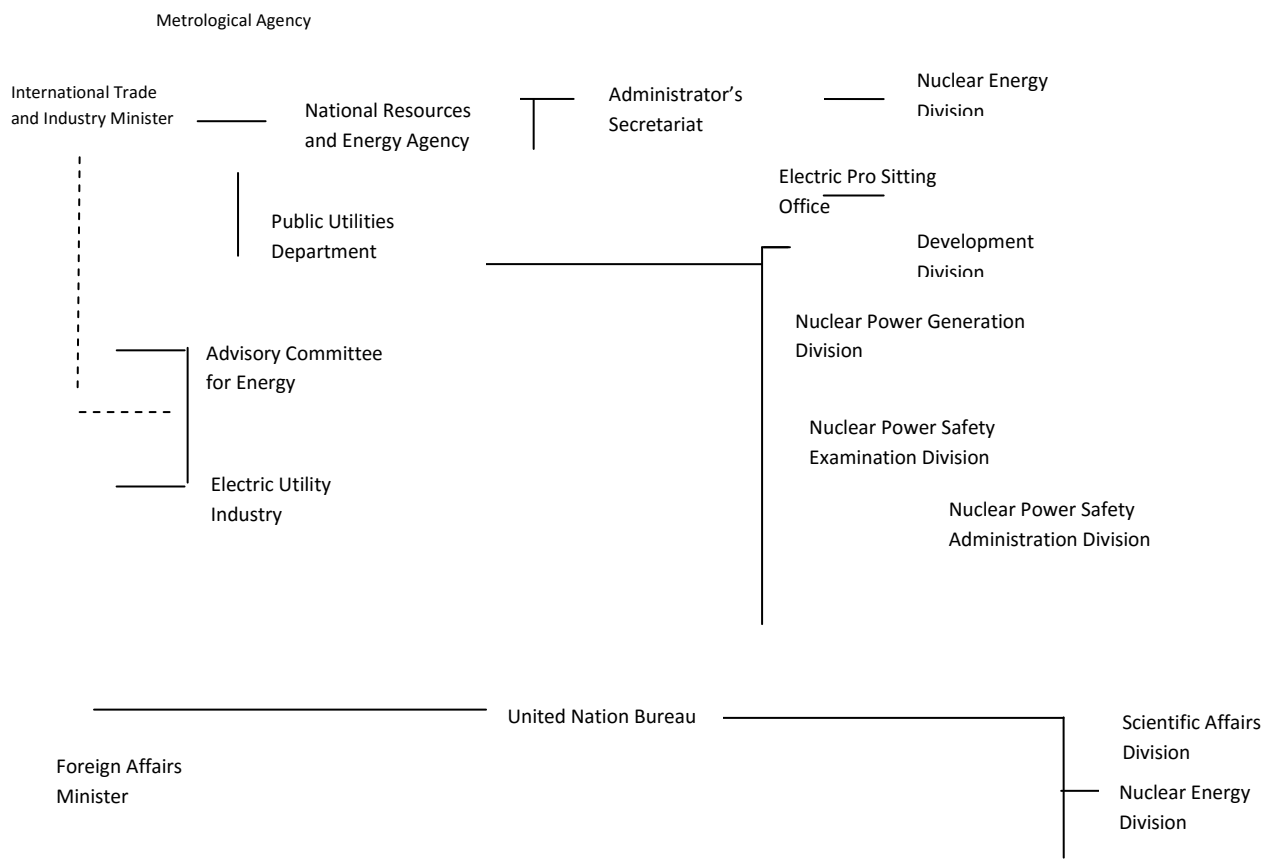 Metrological Agency
International Trade
and Industry Minister
National Resources
and Energy Agency
Administrator’s
Secretariat
Nuclear Energy
Division
Electric Pro Sitting
Office
Public Utilities
Department
Development
Division
Nuclear Power Generation
Division
Advisory Committee
for Energy
Nuclear Power Safety
Examination Division
Electric Utility
Industry
Nuclear Power Safety
Administration Division
United Nation Bureau
Scientific Affairs
Division
Foreign Affairs
Minister
Nuclear Energy
Division